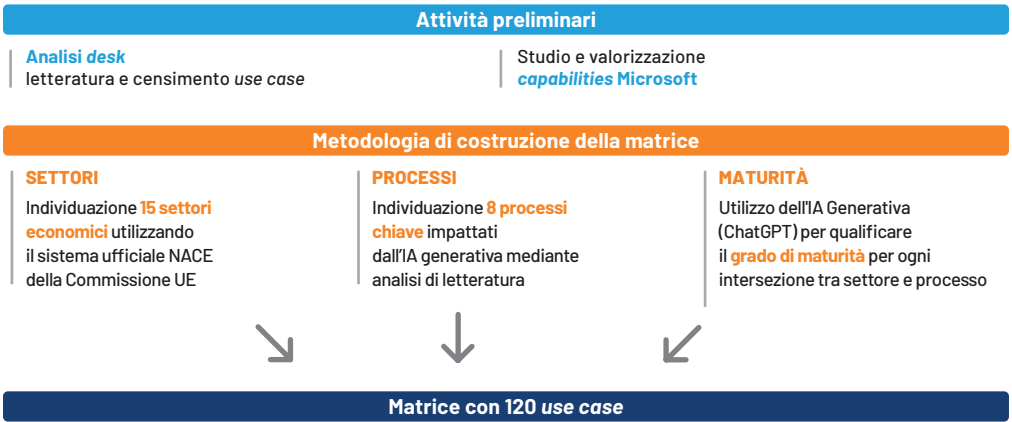 Attività preliminari
Analisi desk
letteratura e censimento use case
Studio e valorizzazione
capabilities Microsoft
Metodologia di costruzione della matrice
SETTORI
Individuazione 15 settori
economici utilizzando
il sistema ufficiale NACE
della Commissione UE
PROCESSI
Individuazione 8 processi
chiave impattati
dall'IA generativa mediante
analisi di letteratura
MATURITÀ
Utilizzo dell'IA Generativa
(ChatGPT) per qualificare
il grado di maturità per ogni
intersezione tra settore e processo
Matrice con 120 use case